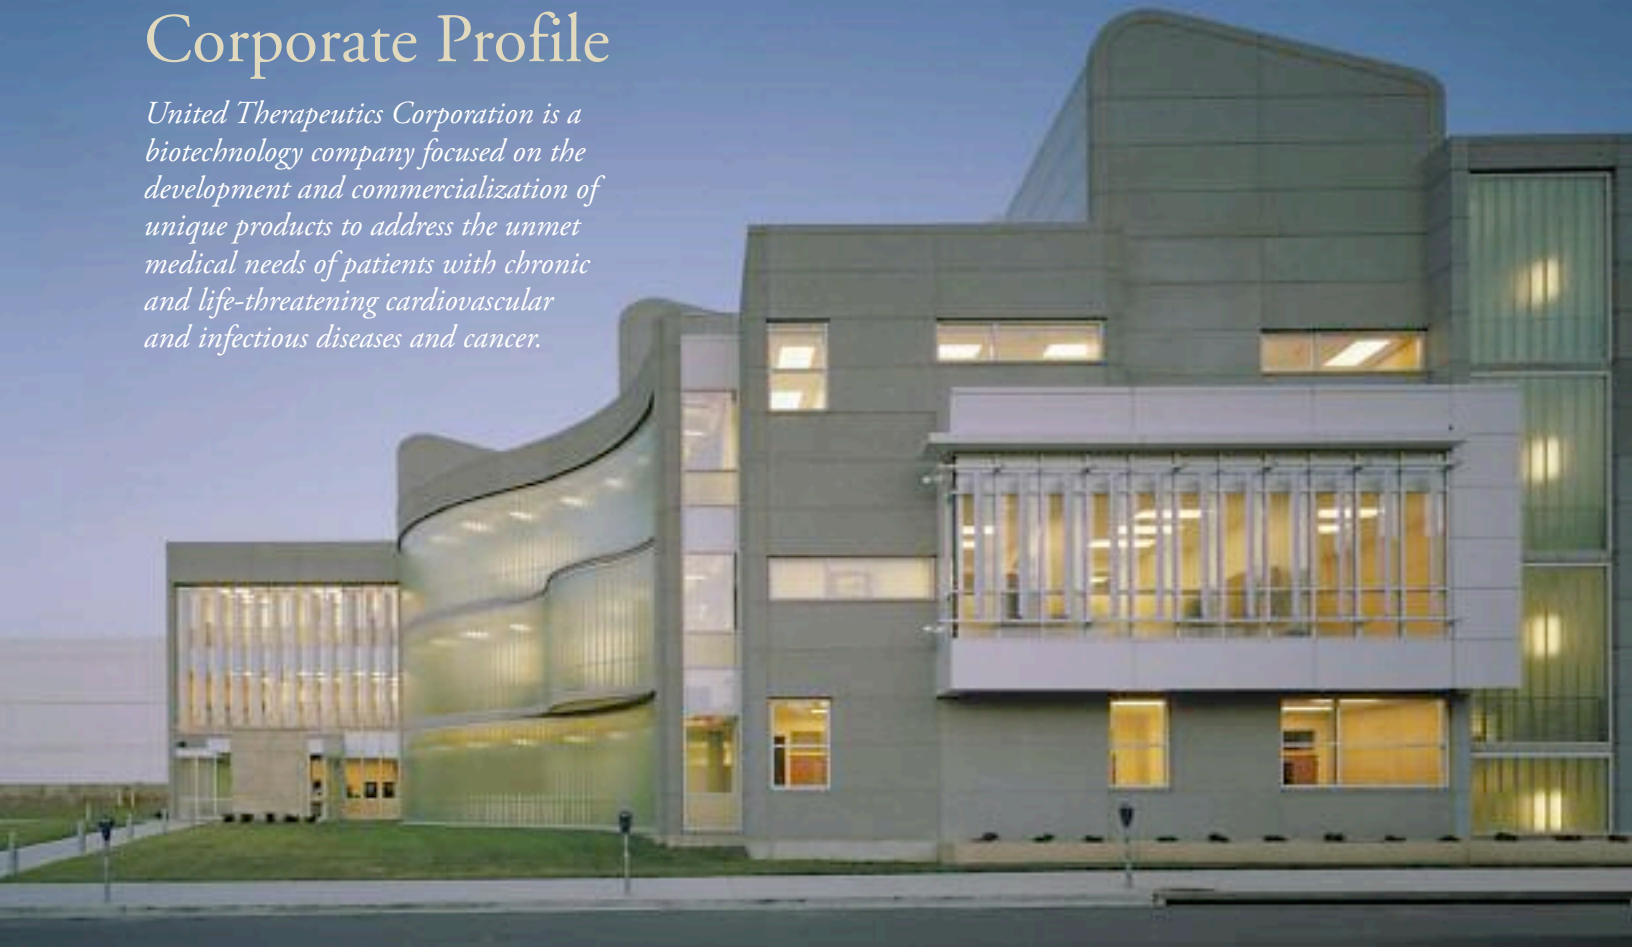 Corporate Profile
United Therapeutics Corporation is a
biotechnology company focused on the
development and commercialization of
unique products to address the unmet
medical needs of patients with chronic
and life-threatening cardiovascular
and infectious diseases and cancer.